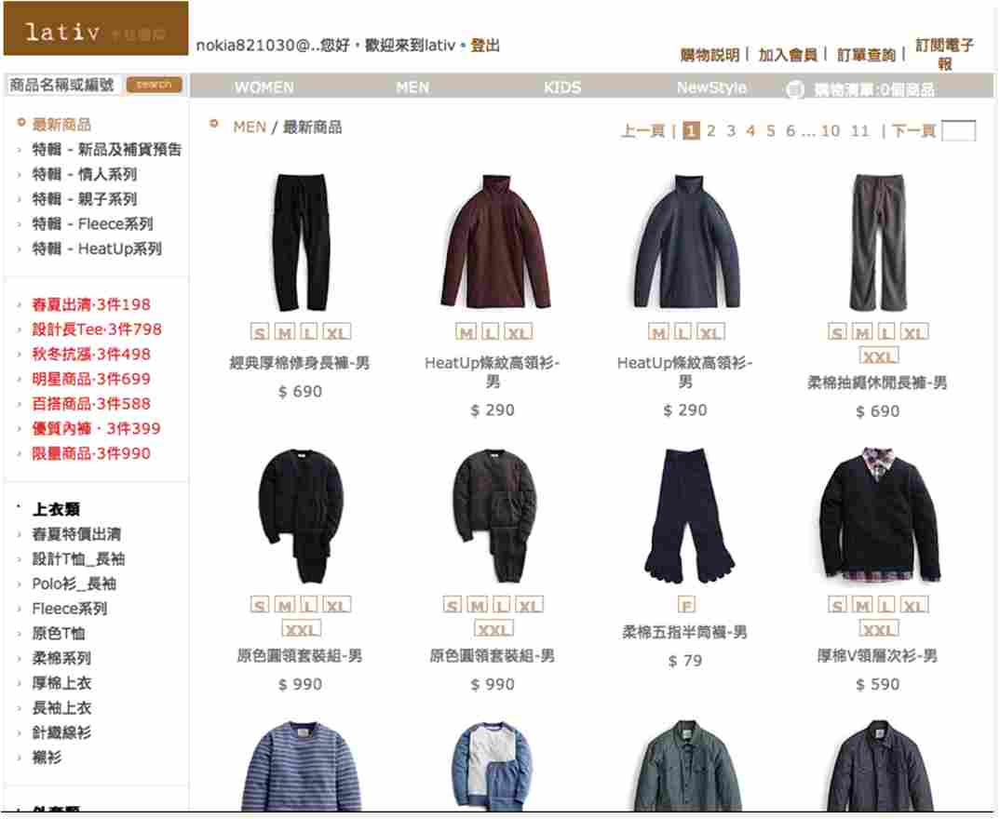 lativ
nokia821030@..您好，歡迎來到lativ • 登出
購物說明 | 加入會員 | 訂單查詢 | 訂閱電子
報
商品名稱或編號 search
WOMEN MEN KIDS NewStyle 購物清單:0個商品
最新商品
特輯 - 新品及補貨預告
特輯 - 情人系列
特輯 - 親子系列
特輯 - Fleece系列
特輯 - HeatUp系列
春夏出清·3件198
設計長Tee·3件798
秋冬抗漲·3件498
明星商品·3件699
百搭商品·3件588
優質內褲·3件399
限量商品·3件990
上衣類
春夏特價出清
設計T恤_長袖
Polo衫_長袖
Fleece系列
原色T恤
柔棉系列
厚棉上衣
長袖上衣
針織線衫
襯衫
外套類
MEN / 最新商品
上一頁 | 1 2 3 4 5 6 ... 10 11 | 下一頁
S M L XL
經典厚棉修身長褲-男
$ 690
M L XL
HeatUp條紋高領衫-
男
$ 290
M L XL
HeatUp條紋高領衫-
男
$ 290
S M L XL
XXL
柔棉抽繩休閒長褲-男
$ 690
S M L XL
XXL
原色圓領套裝組-男
$ 990
S M L XL
XXL
原色圓領套裝組-男
$ 990
F
柔棉五指半筒襪-男
$ 79
S M L XL
XXL
厚棉V領層次衫-男
$ 590